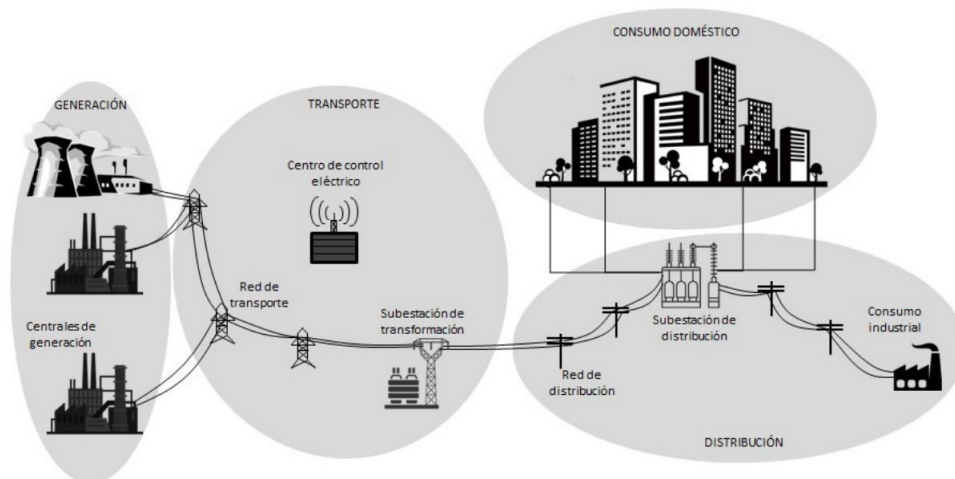 CONSUMO DOMÉSTICO
GENERACIÓN
TRANSPORTE
Centro de control
eléctrico
Red de
transporte
Centrales de
generación
Subestación de
transformación
Subestación de
distribución
Consumo
industrial
Red de
distribución
DISTRIBUCIÓN